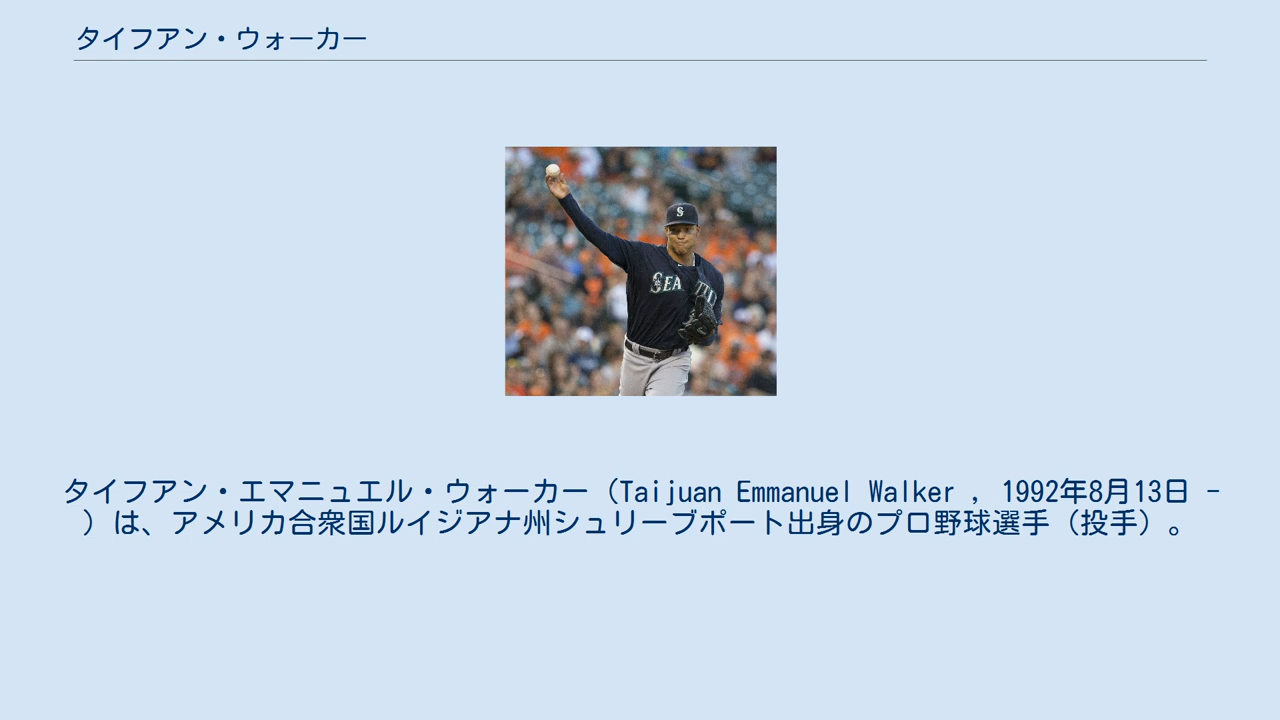 タイフアン・ウォーカー
S
SEATTL
タイフアン・エマニュエル・ウォーカー（Taijuan Emmanuel Walker , 1992年8月13日 -
）は、アメリカ合衆国ルイジアナ州シュリーブポート出身のプロ野球選手（投手）。